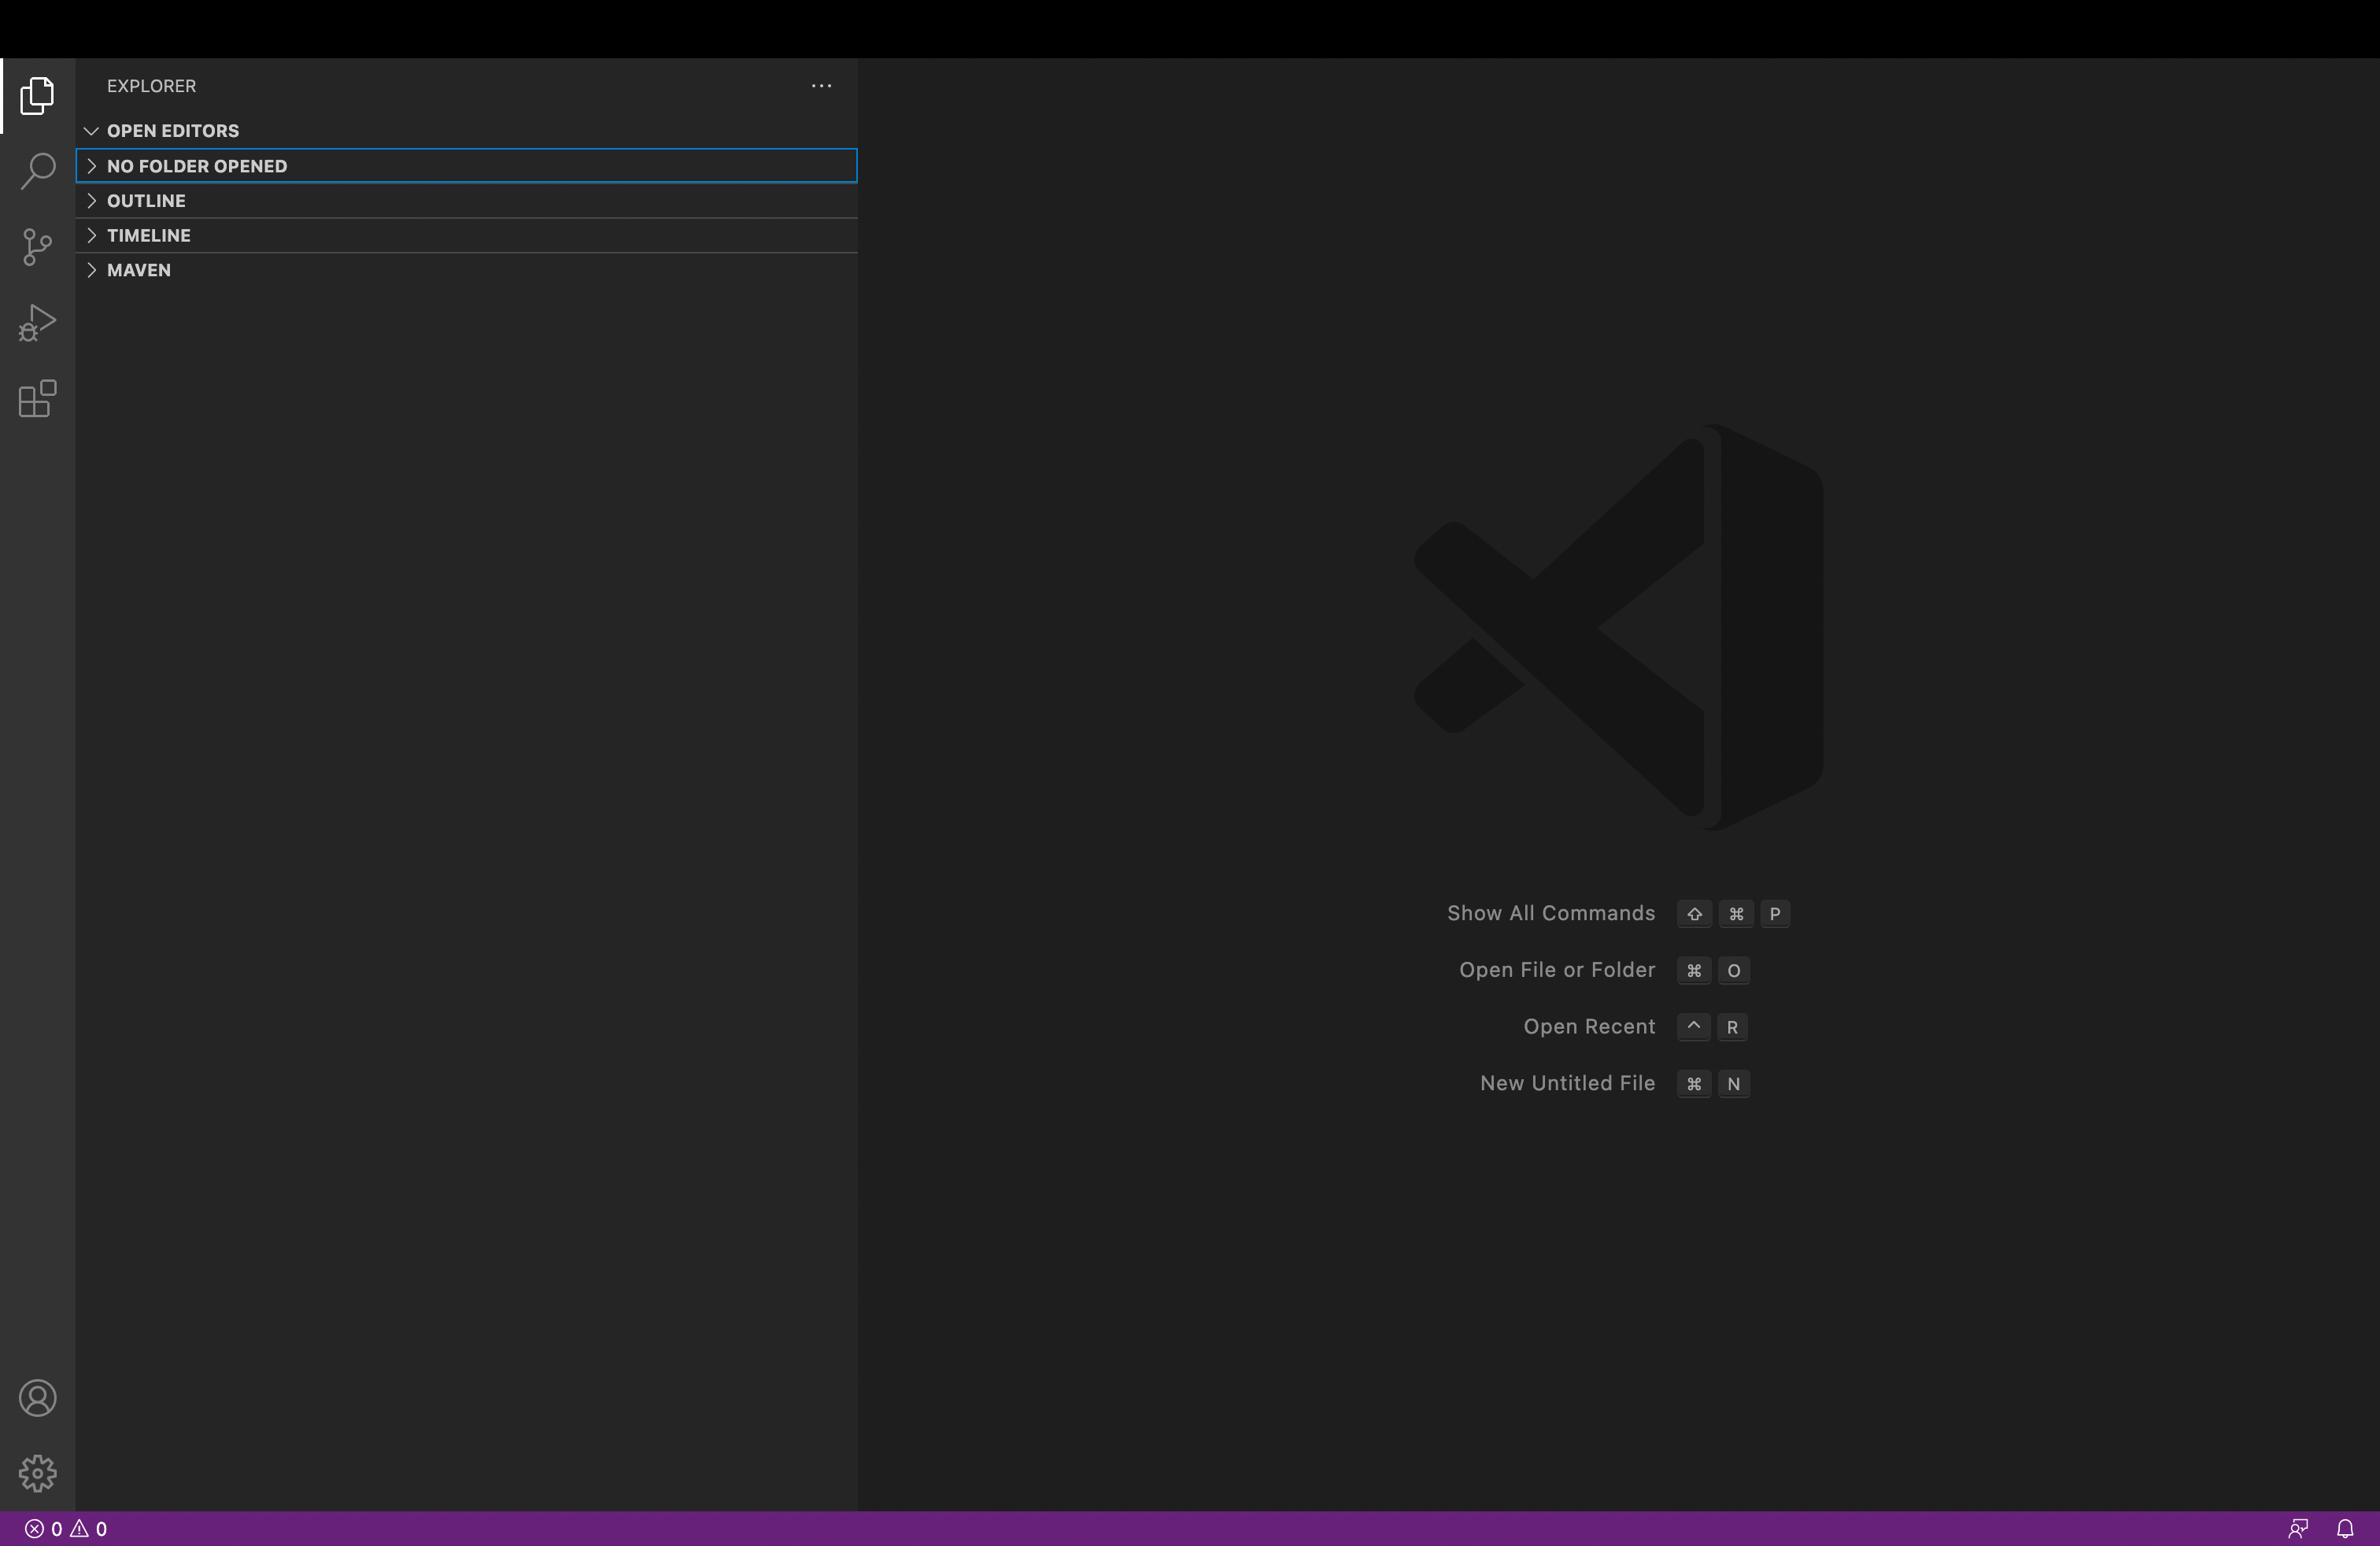 EXPLORER
OPEN EDITORS
NO FOLDER OPENED
OUTLINE
TIMELINE
MAVEN
Show All Commands ⇧ ⌘ P
Open File or Folder ⌘ O
Open Recent ^ R
New Untitled File ⌘ N
0 0